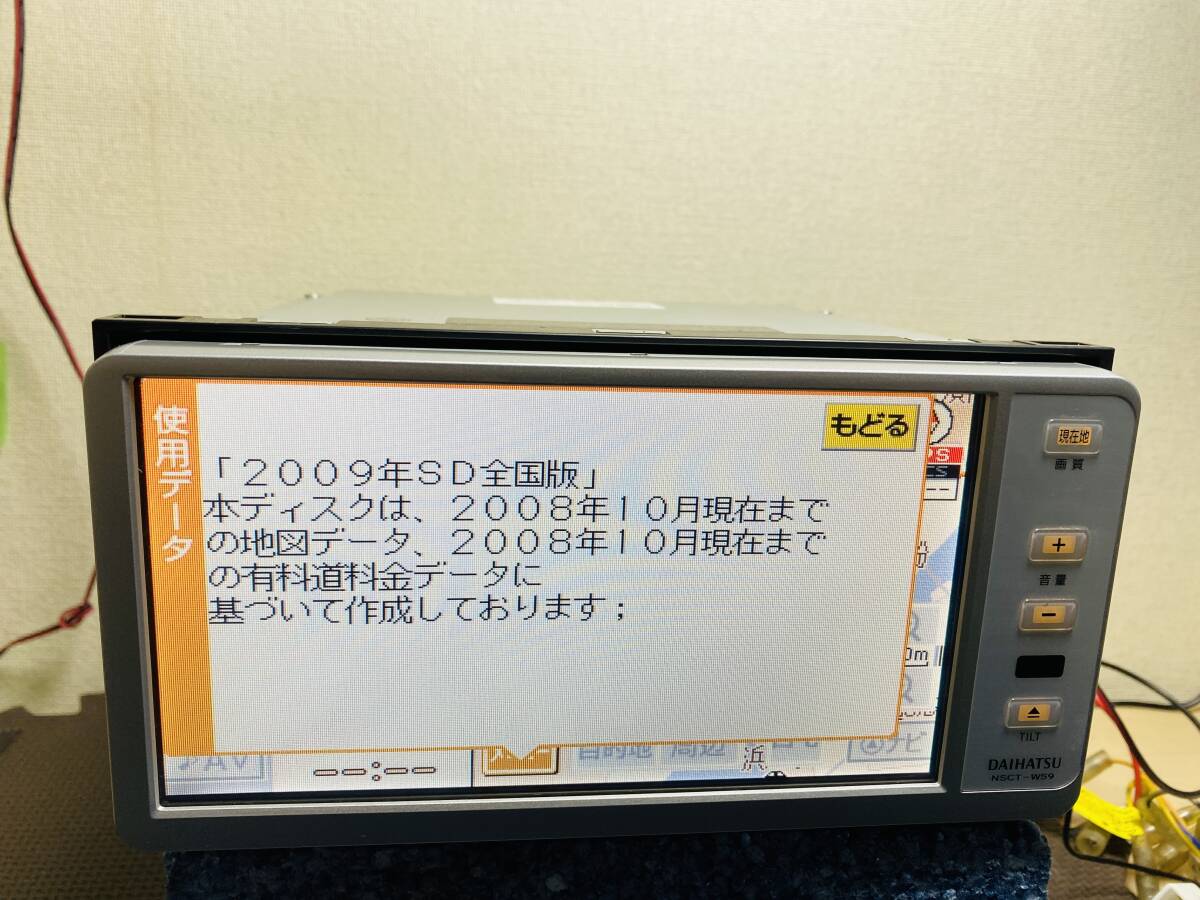 使用データ
もどる
「２００９年ＳＤ全国版」
本ディスクは、２００８年１０月現在まで
の地図データ、２００８年１０月現在まで
の有料道料金データに
基づいて作成しております；
現在地
画質
＋
音量
－
TILT
DAIHATSU
NSCT-W59
♪AV
--:--
目的地
周辺
浜
ナビ